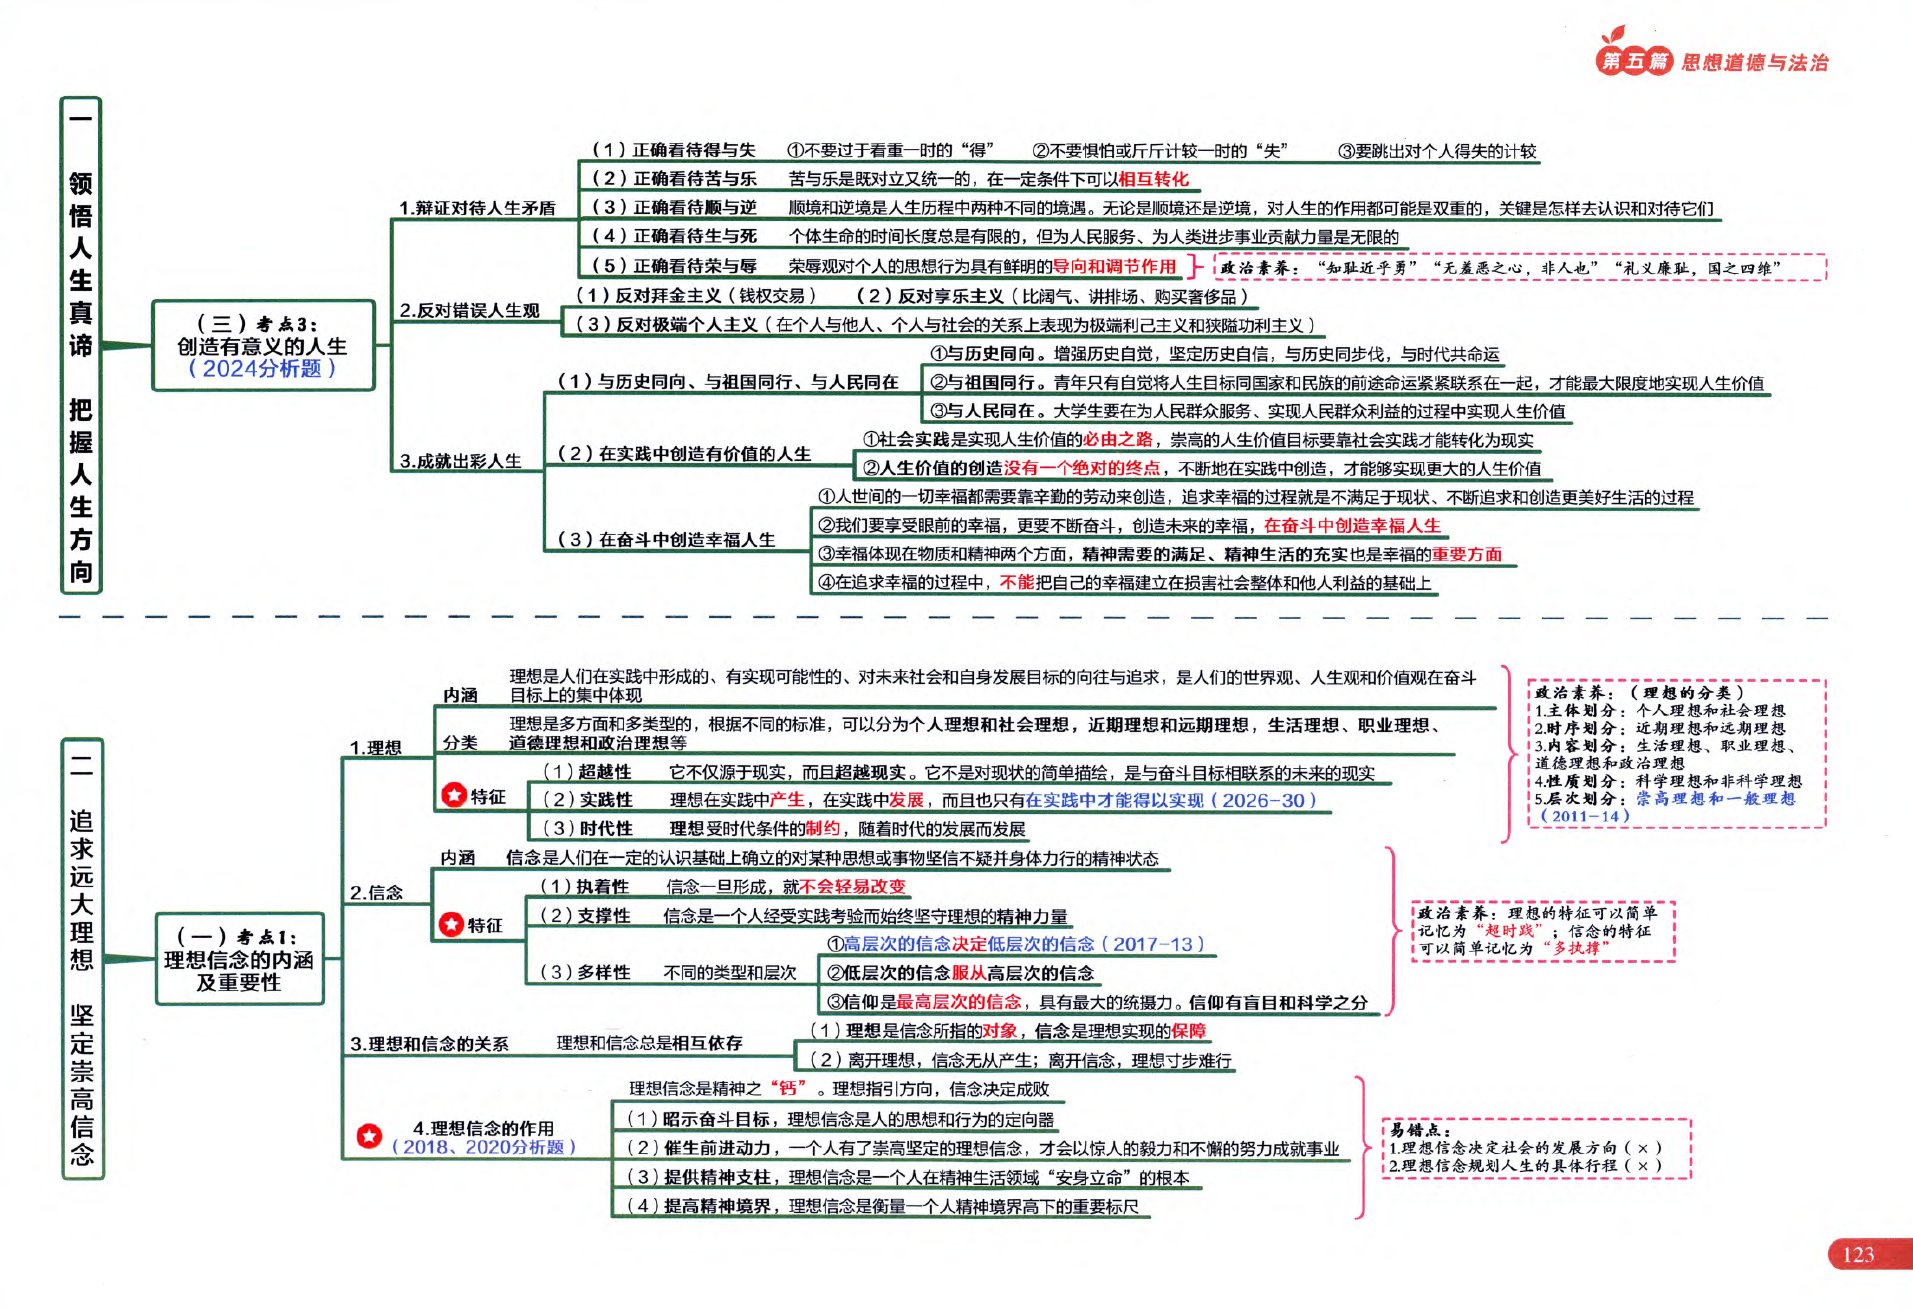 第五篇 思想道德与法治
一 领悟人生真谛 把握人生方向
（三）考点3：
创造有意义的人生
（2024分析题）
1.辩证对待人生矛盾
（1）正确看待得与失 ①不要过于看重一时的“得” ②不要惧怕或斤斤计较一时的“失” ③要跳出对个人得失的计较
（2）正确看待苦与乐 苦与乐是既对立又统一的，在一定条件下可以相互转化
（3）正确看待顺与逆 顺境和逆境是人生历程中两种不同的境遇。无论是顺境还是逆境，对人生的作用都可能是双重的，关键是怎样去认识和对待它们
（4）正确看待生与死 个体生命的时间长度总是有限的，但为人民服务、为人类进步事业贡献力量是无限的
（5）正确看待荣与辱 荣辱观对个人的思想行为具有鲜明的导向和调节作用
政治素养：“知耻近乎勇”“无羞恶之心，非人也”“礼义廉耻，国之四维”
2.反对错误人生观
（1）反对拜金主义（钱权交易） （2）反对享乐主义（比阔气、讲排场、购买奢侈品）
（3）反对极端个人主义（在个人与他人、个人与社会的关系上表现为极端利己主义和狭隘功利主义）
3.成就出彩人生
（1）与历史同向、与祖国同行、与人民同在
①与历史同向。增强历史自觉，坚定历史自信，与历史同步伐，与时代共命运
②与祖国同行。青年只有自觉将人生目标同国家和民族的前途命运紧紧联系在一起，才能最大限度地实现人生价值
③与人民同在。大学生要在为人民群众服务、实现人民群众利益的过程中实现人生价值
（2）在实践中创造有价值的人生
①社会实践是实现人生价值的必由之路，崇高的人生价值目标要靠社会实践才能转化为现实
②人生价值的创造没有一个绝对的终点，不断地在实践中创造，才能够实现更大的人生价值
（3）在奋斗中创造幸福人生
①人世间的一切幸福都需要靠辛勤的劳动来创造，追求幸福的过程就是不满足于现状、不断追求和创造更美好生活的过程
②我们要享受眼前的幸福，更要不断奋斗，创造未来的幸福，在奋斗中创造幸福人生
③幸福体现在物质和精神两个方面，精神需要的满足、精神生活的充实也是幸福的重要方面
④在追求幸福的过程中，不能把自己的幸福建立在损害社会整体和他人利益的基础上
二 追求远大理想 坚定崇高信念
（一）考点1：
理想信念的内涵
及重要性
1.理想
内涵
理想是人们在实践中形成的、有实现可能性的、对未来社会和自身发展目标的向往与追求，是人们的世界观、人生观和价值观在奋斗
目标上的集中体现
分类
理想是多方面和多类型的，根据不同的标准，可以分为个人理想和社会理想，近期理想和远期理想，生活理想、职业理想、
道德理想和政治理想等
特征
（1）超越性 它不仅源于现实，而且超越现实。它不是对现状的简单描绘，是与奋斗目标相联系的未来的现实
（2）实践性 理想在实践中产生，在实践中发展，而且也只有在实践中才能得以实现（2026-30）
（3）时代性 理想受时代条件的制约，随着时代的发展而发展
政治素养：（理想的分类）
1.主体划分：个人理想和社会理想
2.时序划分：近期理想和远期理想
3.内容划分：生活理想、职业理想、
道德理想和政治理想
4.性质划分：科学理想和非科学理想
5.层次划分：崇高理想和一般理想
（2011-14）
2.信念
内涵 信念是人们在一定的认识基础上确立的对某种思想或事物坚信不疑并身体力行的精神状态
特征
（1）执着性 信念一旦形成，就不会轻易改变
（2）支撑性 信念是一个人经受实践考验而始终坚守理想的精神力量
（3）多样性 不同的类型和层次
①高层次的信念决定低层次的信念（2017-13）
②低层次的信念服从高层次的信念
③信仰是最高层次的信念，具有最大的统摄力。信仰有盲目和科学之分
政治素养：理想的特征可以简单
记忆为“超时践”；信念的特征
可以简单记忆为“多执撑”
3.理想和信念的关系 理想和信念总是相互依存
（1）理想是信念所指的对象，信念是理想实现的保障
（2）离开理想，信念无从产生；离开信念，理想寸步难行
4.理想信念的作用
（2018、2020分析题）
理想信念是精神之“钙”。理想指引方向，信念决定成败
（1）昭示奋斗目标，理想信念是人的思想和行为的定向器
（2）催生前进动力，一个人有了崇高坚定的理想信念，才会以惊人的毅力和不懈的努力成就事业
（3）提供精神支柱，理想信念是一个人在精神生活领域“安身立命”的根本
（4）提高精神境界，理想信念是衡量一个人精神境界高下的重要标尺
易错点：
1.理想信念决定社会的发展方向（×）
2.理想信念规划人生的具体行程（×）
123